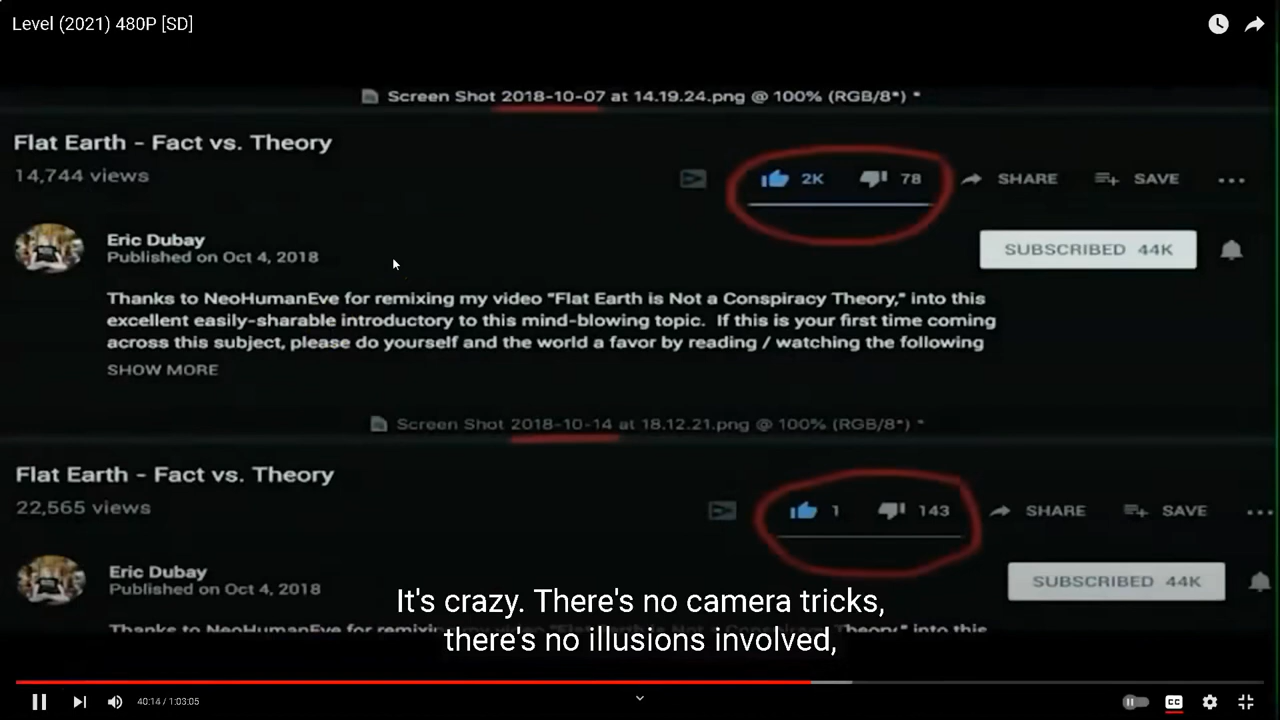 Level (2021) 480P [SD]
Screen Shot 2018-10-07 at 14.19.24.png @ 100% (RGB/8*) *
Flat Earth - Fact vs. Theory
14,744 views
2K 78 SHARE SAVE ...
Eric Dubay
Published on Oct 4, 2018
SUBSCRIBED 44K
Thanks to NeoHumanEve for remixing my video "Flat Earth is Not a Conspiracy Theory," into this
excellent easily-sharable introductory to this mind-blowing topic. If this is your first time coming
across this subject, please do yourself and the world a favor by reading / watching the following
SHOW MORE
Screen Shot 2018-10-14 at 18.12.21.png @ 100% (RGB/8*) *
Flat Earth - Fact vs. Theory
22,565 views
1 143 SHARE SAVE ...
Eric Dubay
Published on Oct 4, 2018
SUBSCRIBED 44K
Thanks to NeoHumanEve for remixing my video "Flat Earth is Not a Conspiracy Theory," into this
It's crazy. There's no camera tricks,
there's no illusions involved,
40:14 / 1:03:05
CC